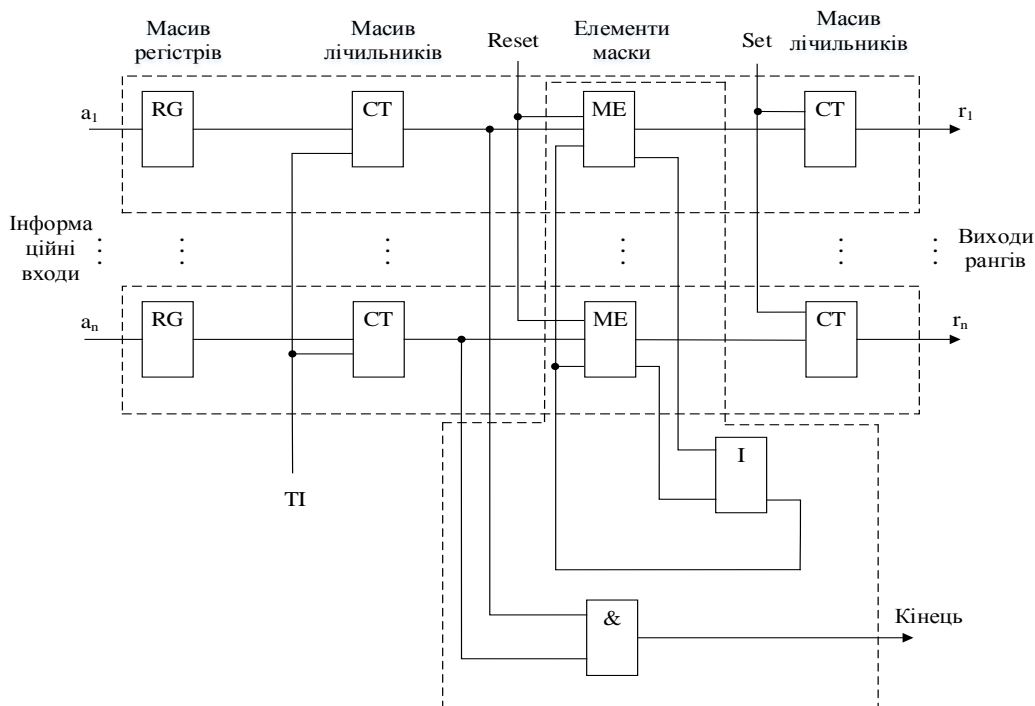 Масив
регістрів
Масив
лічильників
Reset
Елементи
маски
Set
Масив
лічильників
a₁
RG
CT
ME
CT
r₁
Інформа
ційні
входи
Виходи
рангів
aₙ
RG
CT
ME
CT
rₙ
I
ТІ
&
Кінець